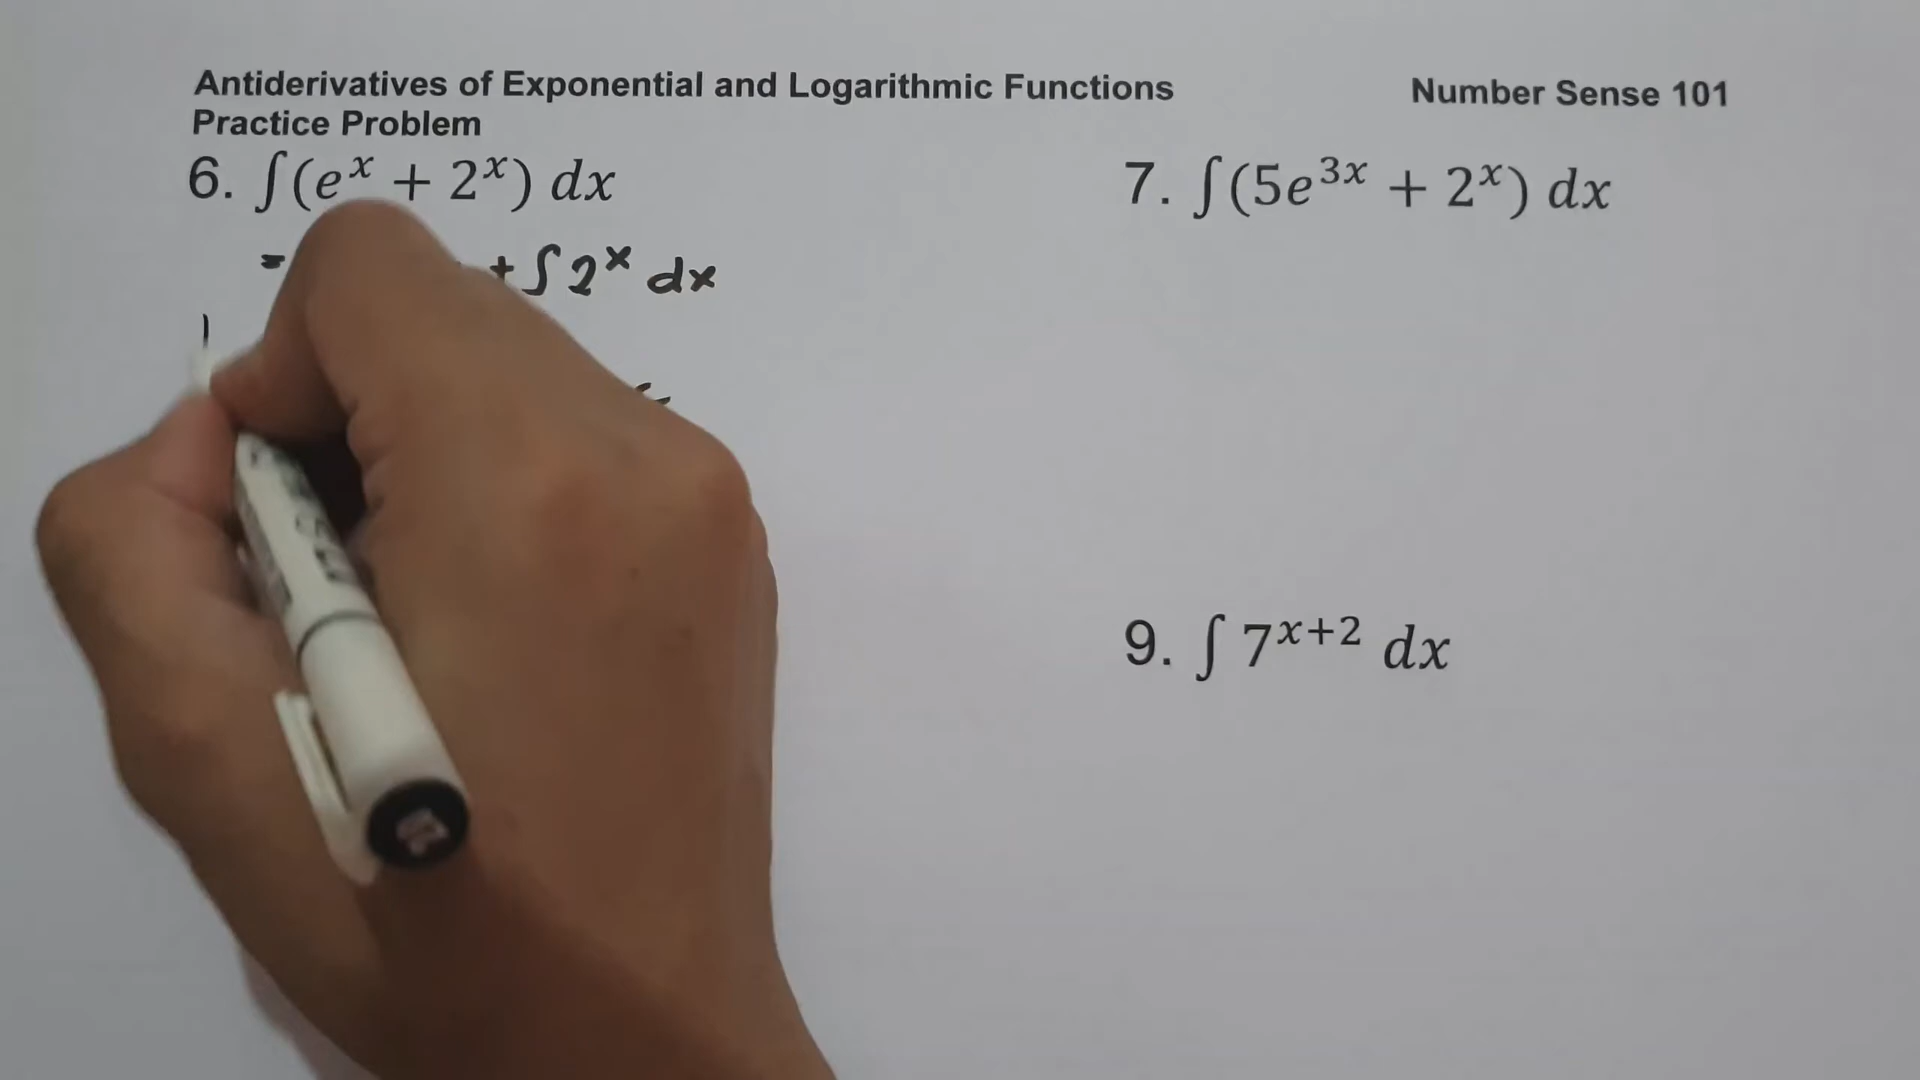 Antiderivatives of Exponential and Logarithmic Functions Number Sense 101
Practice Problem
6. ∫(eˣ + 2ˣ) dx
= + ∫ 2ˣ dx
7. ∫(5e³ˣ + 2ˣ) dx
9. ∫ 7ˣ⁺² dx